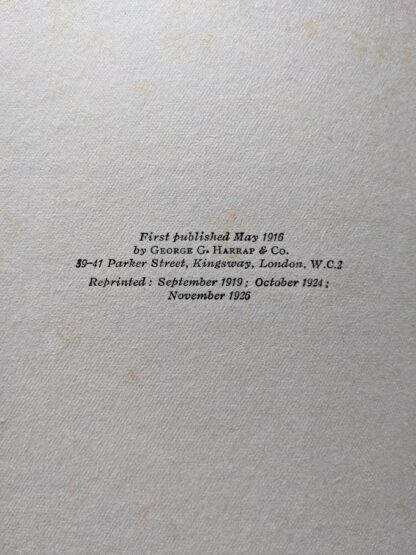 First published May 1916
by GEORGE G. HARRAP & CO.
39-41 Parker Street, Kingsway, London, W.C.2
Reprinted: September 1919; October 1924;
November 1926